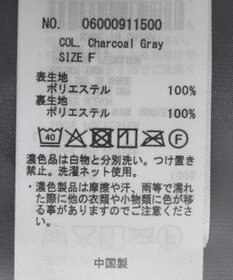 NO. 06000911500
COL. Charcoal Gray
SIZE F
表生地
ポリエステル 100%
裏生地
ポリエステル 100%
40 F
濃色品は白物と分別洗い。つけ置き
禁止。洗濯ネット使用。
・濃色製品は摩擦や汗、雨等で濡れ
た際に他の衣類や小物類に色が移
る事がありますのでご注意くださ
い。
中国製